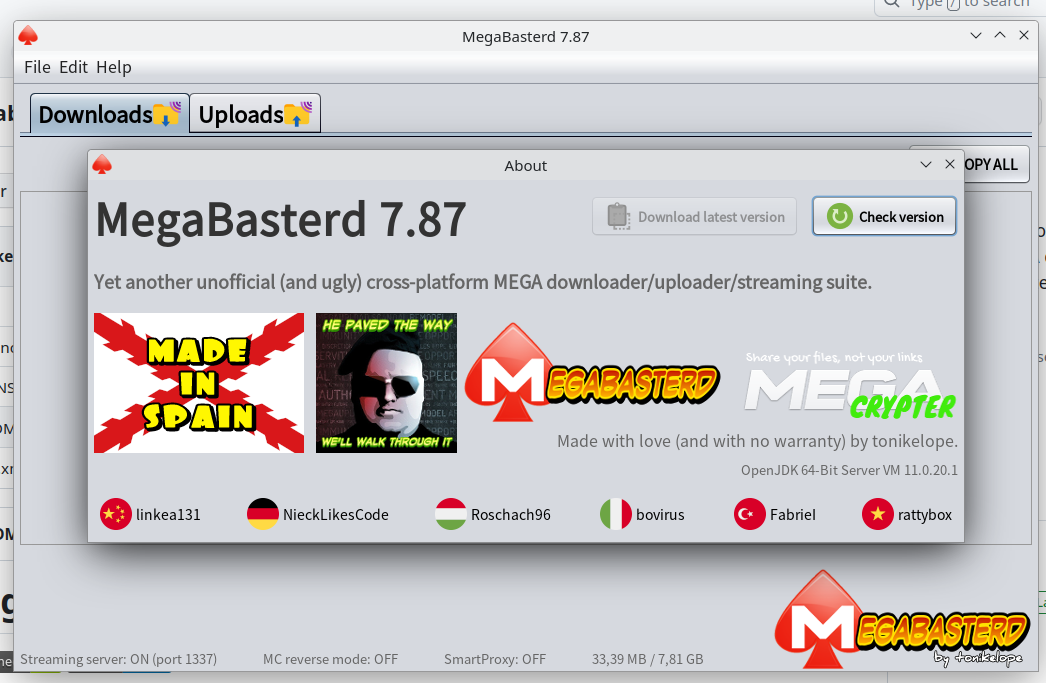 Type / to search
MegaBasterd 7.87
File Edit Help
Downloads
Uploads
OPY ALL
About
MegaBasterd 7.87
Download latest version
Check version
Yet another unofficial (and ugly) cross-platform MEGA downloader/uploader/streaming suite.
MADE
IN
SPAIN
HE PAVED THE WAY
WE'LL WALK THROUGH IT
MEGABASTERD
Share your files, not your links
MEGA
CRYPTER
Made with love (and with no warranty) by tonikelope.
OpenJDK 64-Bit Server VM 11.0.20.1
linkea131
NieckLikesCode
Roschach96
bovirus
FabrieI
rattybox
MEGABASTERD
by tonikelope
Streaming server: ON (port 1337)
MC reverse mode: OFF
SmartProxy: OFF
33,39 MB / 7,81 GB